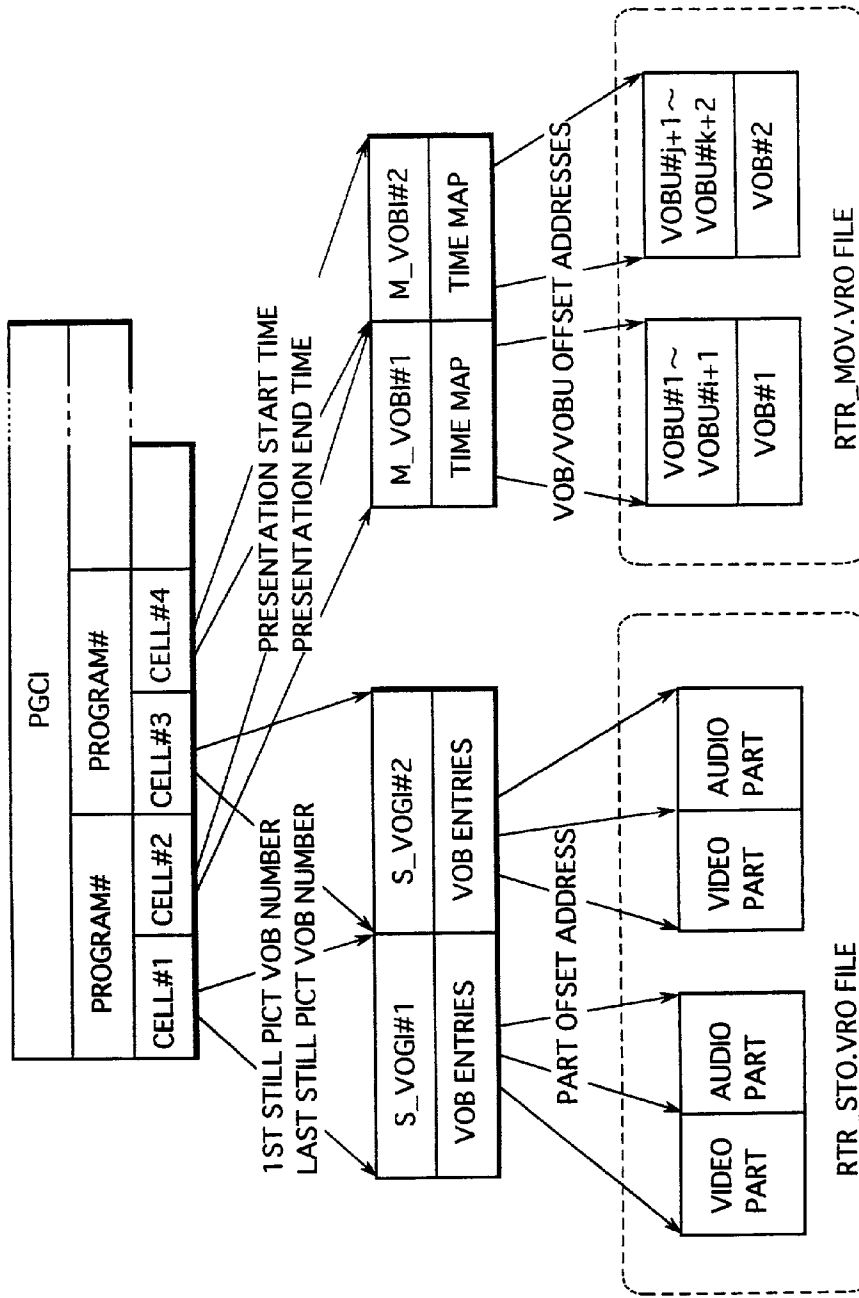 PGCI
PROGRAM#
PROGRAM#
CELL#1
CELL#2
CELL#3
CELL#4
1ST STILL PICT VOB NUMBER
LAST STILL PICT VOB NUMBER
PRESENTATION START TIME
PRESENTATION END TIME
S_VOGI#1
S_VOGI#2
VOB ENTRIES
VOB ENTRIES
M_VOBI#1
M_VOBI#2
TIME MAP
TIME MAP
PART OFSET ADDRESS
VOB/VOBU OFFSET ADDRESSES
VIDEO
PART
AUDIO
PART
VIDEO
PART
AUDIO
PART
VOBU#1~
VOBU#i+1
VOB#1
VOBU#j+1~
VOBU#k+2
VOB#2
RTR_STO.VRO FILE
RTR_MOV.VRO FILE